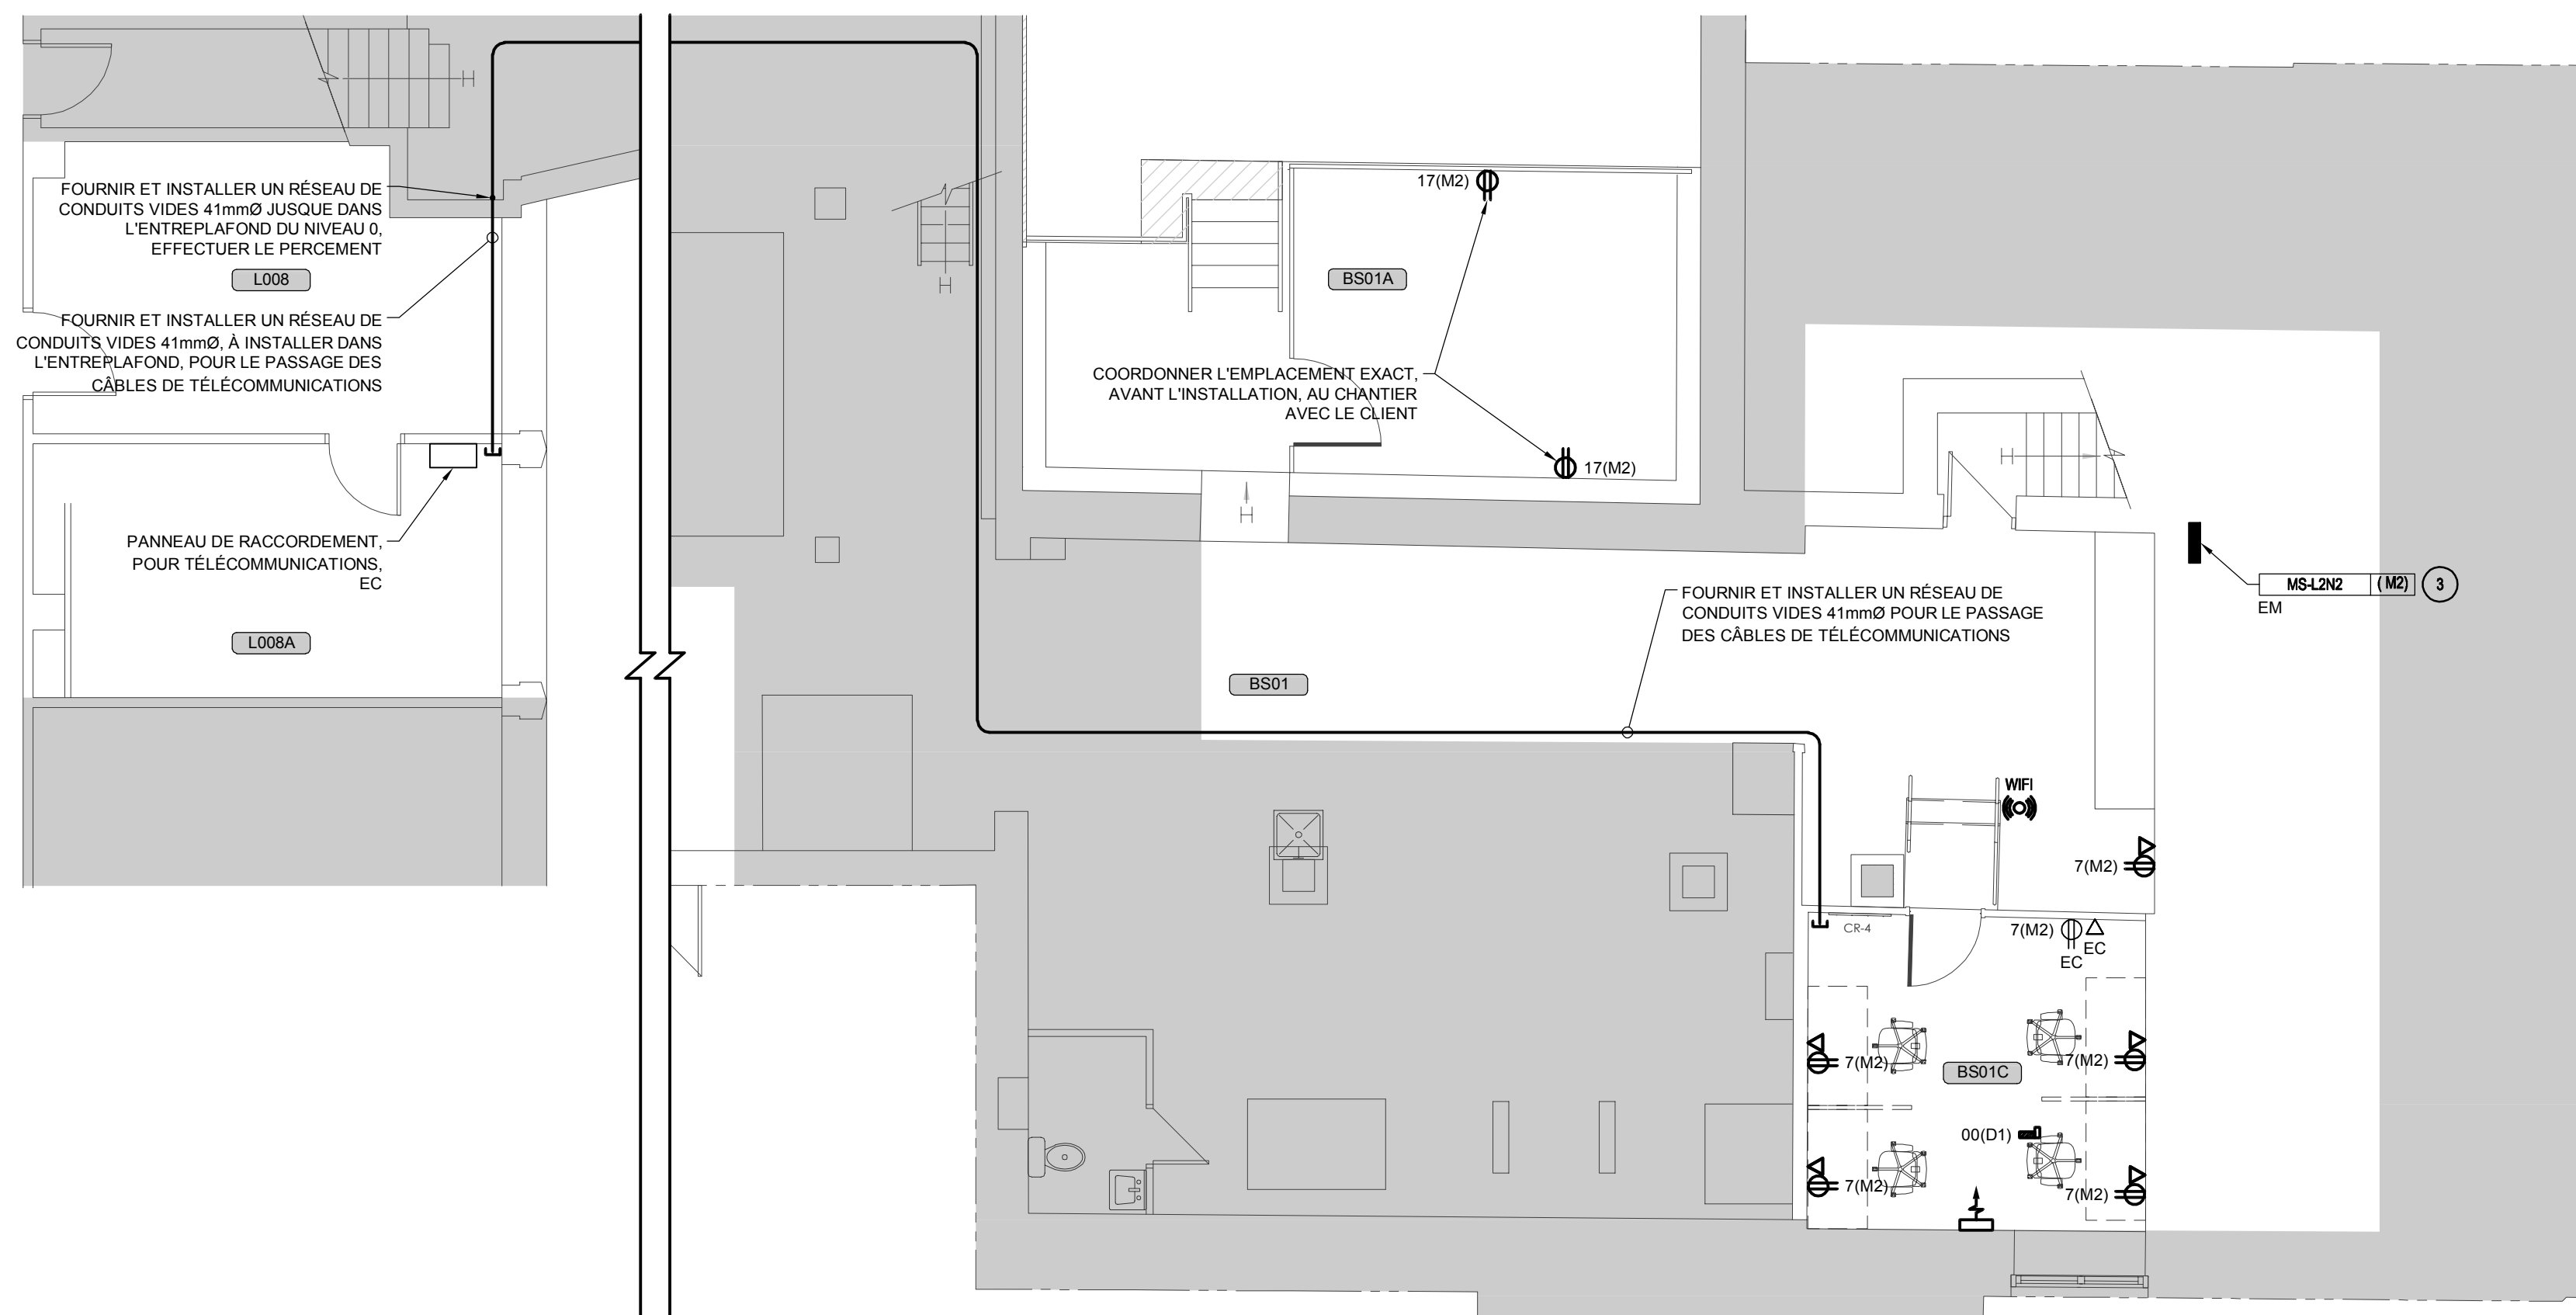 FOURNIR ET INSTALLER UN RÉSEAU DE
CONDUITS VIDES 41mmØ JUSQUE DANS
L'ENTREPLAFOND DU NIVEAU 0,
EFFECTUER LE PERCEMENT
L008
FOURNIR ET INSTALLER UN RÉSEAU DE
CONDUITS VIDES 41mmØ, À INSTALLER DANS
L'ENTREPLAFOND, POUR LE PASSAGE DES
CÂBLES DE TÉLÉCOMMUNICATIONS
PANNEAU DE RACCORDEMENT,
POUR TÉLÉCOMMUNICATIONS,
EC
L008A
H
H
17(M2)
BS01A
COORDONNER L'EMPLACEMENT EXACT,
AVANT L'INSTALLATION, AU CHANTIER
AVEC LE CLIENT
17(M2)
H
H
MS-L2N2 (M2) 3
EM
FOURNIR ET INSTALLER UN RÉSEAU DE
CONDUITS VIDES 41mmØ POUR LE PASSAGE
DES CÂBLES DE TÉLÉCOMMUNICATIONS
BS01
WIFI
7(M2)
CR-4
7(M2)
EC
EC
7(M2)
7(M2)
BS01C
00(D1)
7(M2)
7(M2)